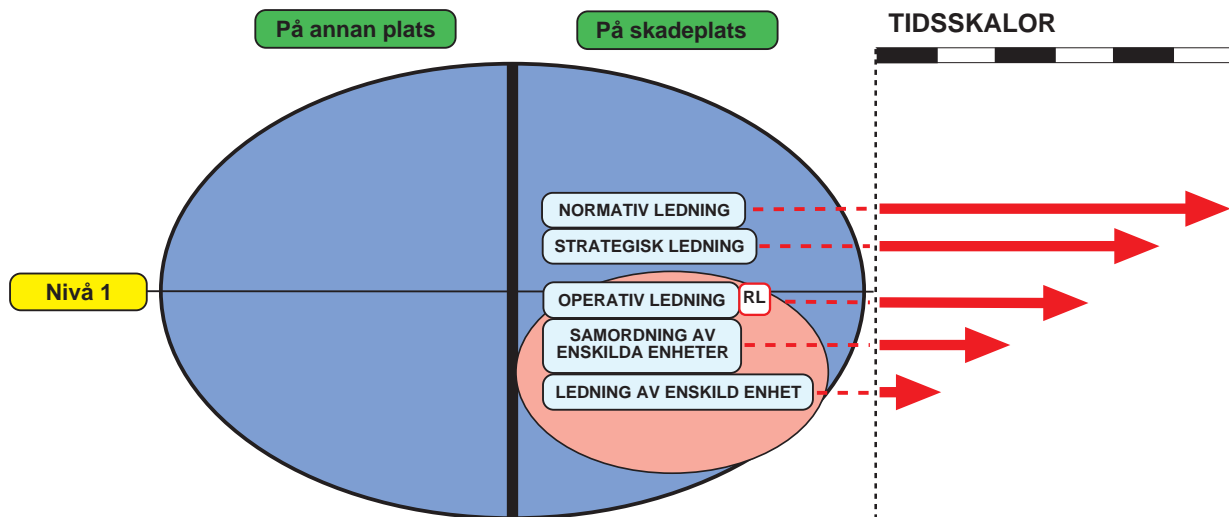 På annan plats
På skadeplats
TIDSSKALOR
NORMATIV LEDNING
STRATEGISK LEDNING
Nivå 1
OPERATIV LEDNING
RL
SAMORDNING AV
ENSKILDA ENHETER
LEDNING AV ENSKILD ENHET